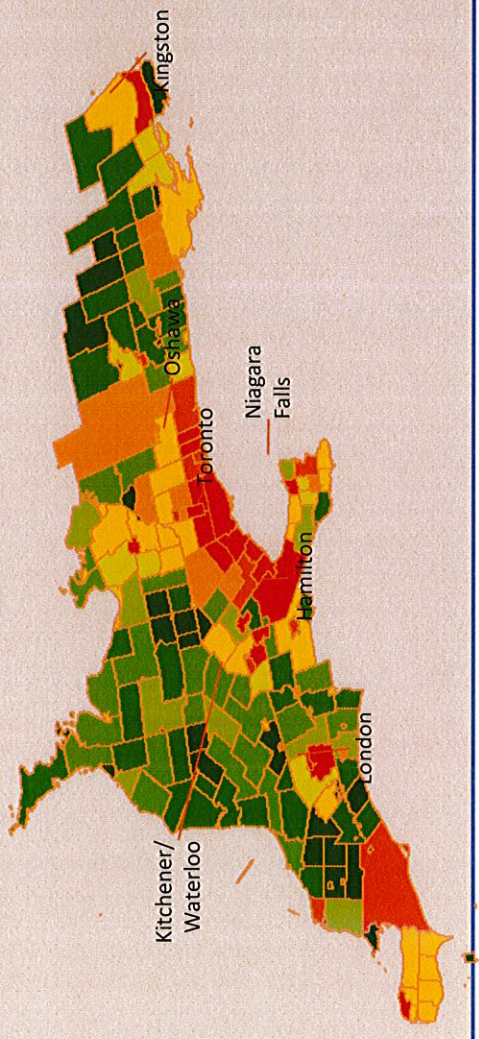 Kingston
Oshawa
Niagara
Falls
Toronto
Hamilton
London
Kitchener/
Waterloo